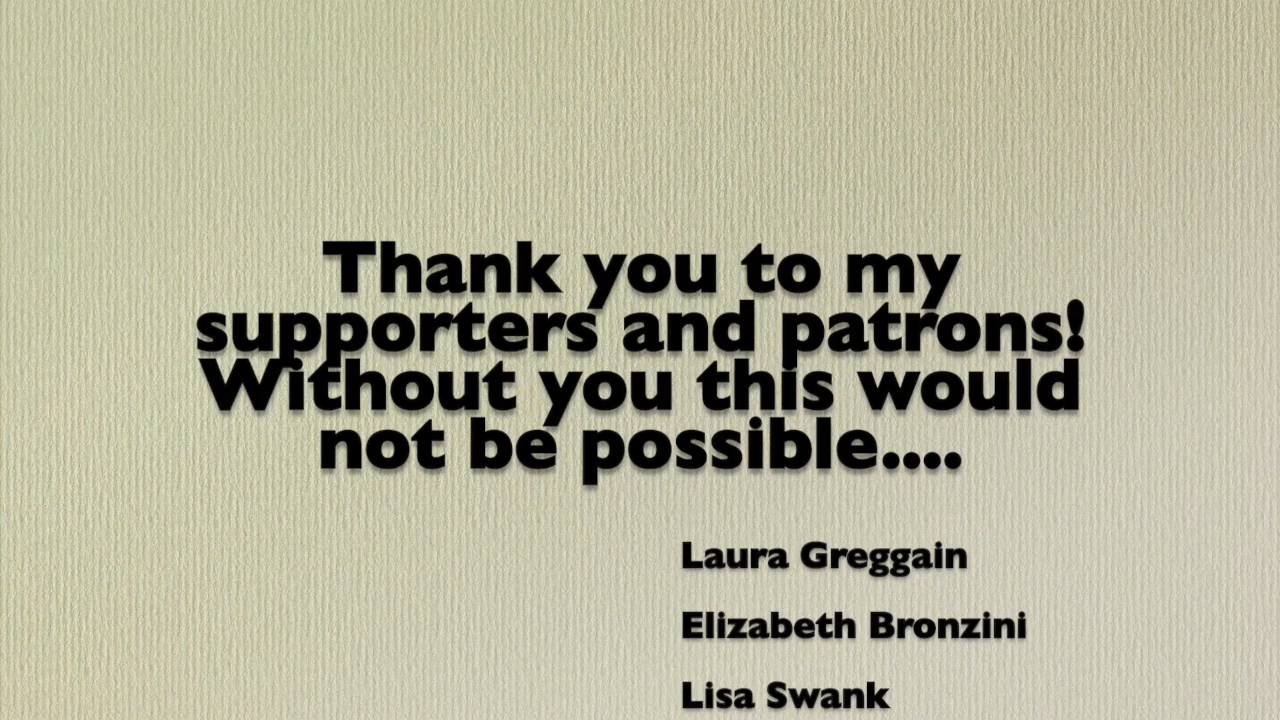 Thank you to my
supporters and patrons!
Without you this would
not be possible....
Laura Greggain
Elizabeth Bronzini
Lisa Swank